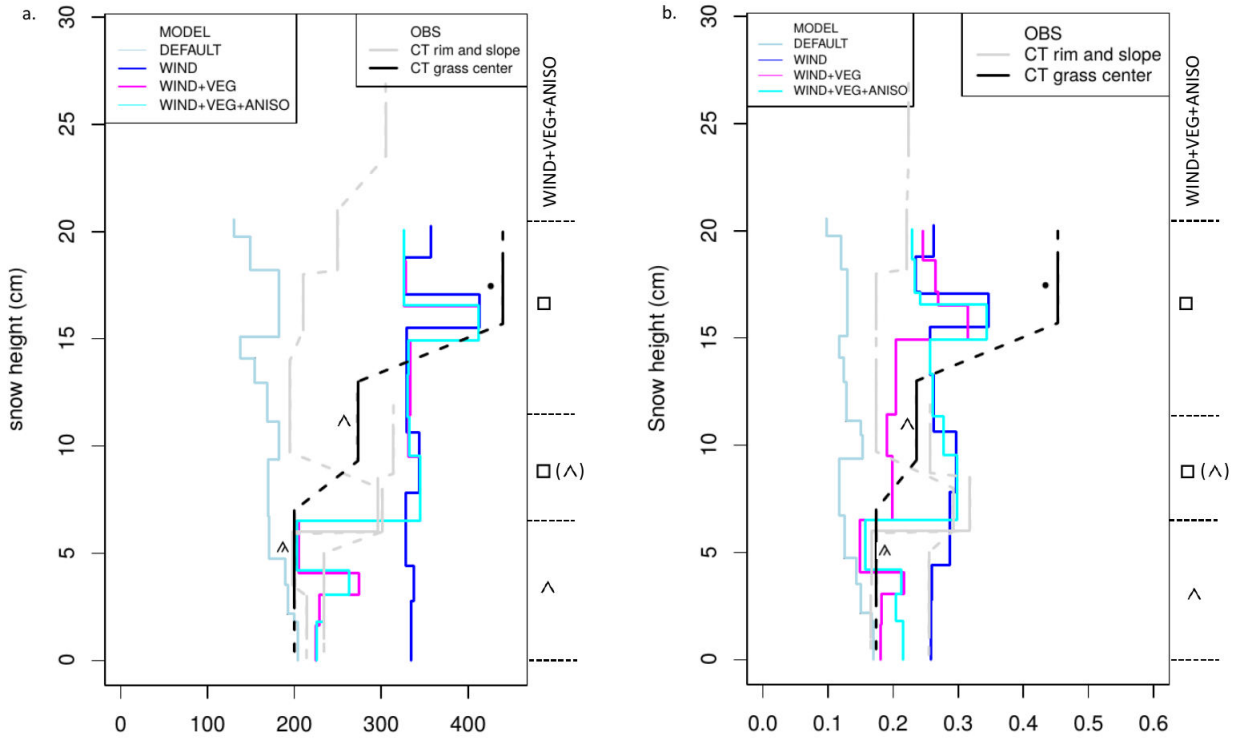 a.
MODEL
DEFAULT
WIND
WIND+VEG
WIND+VEG+ANISO
OBS
CT rim and slope
CT grass center
snow height (cm)
30
25
20
15
10
5
0
0 100 200 300 400
WIND+VEG+ANISO
b.
MODEL
DEFAULT
WIND
WIND+VEG
WIND+VEG+ANISO
OBS
CT rim and slope
CT grass center
Snow height (cm)
30
25
20
15
10
5
0
0.0 0.1 0.2 0.3 0.4 0.5 0.6
WIND+VEG+ANISO